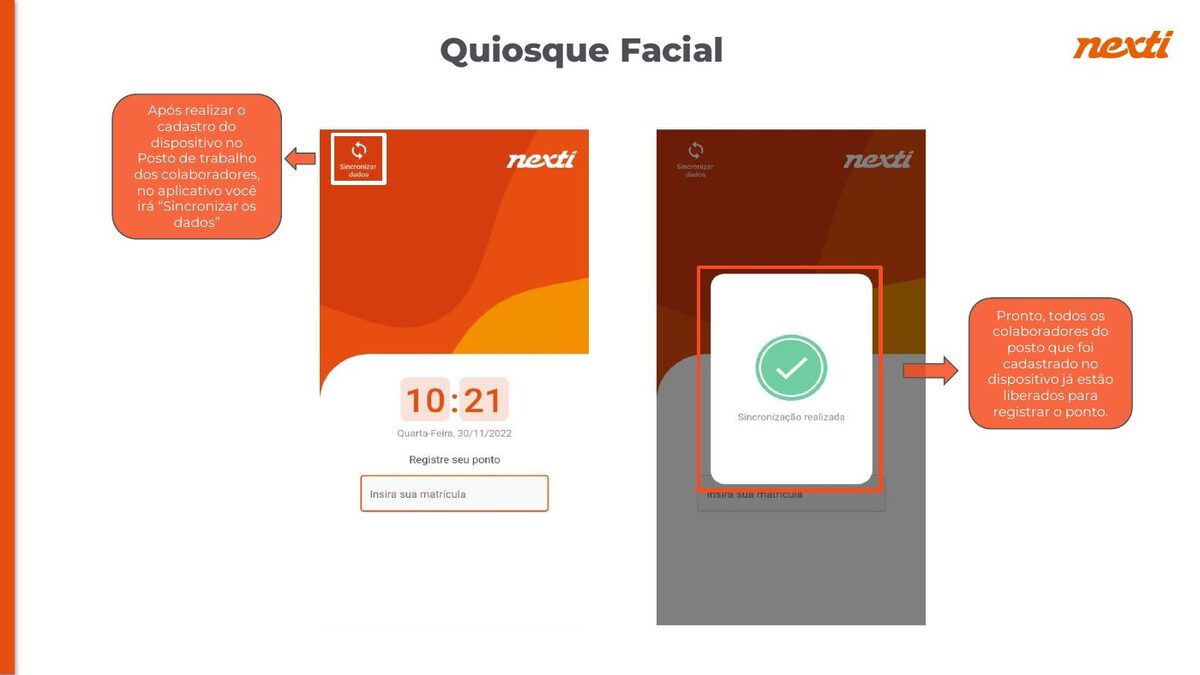 Quiosque Facial
nexti
Após realizar o
cadastro do
dispositivo no
Posto de trabalho
dos colaboradores,
no aplicativo você
irá “Sincronizar os
dados”
Sincronizar
dados
nexti
10:21
Quarta-Feira, 30/11/2022
Registre seu ponto
Insira sua matrícula
Sincronizar
dados
nexti
Sincronização realizada
Insira sua matrícula
Pronto, todos os
colaboradores do
posto que foi
cadastrado no
dispositivo já estão
liberados para
registrar o ponto.